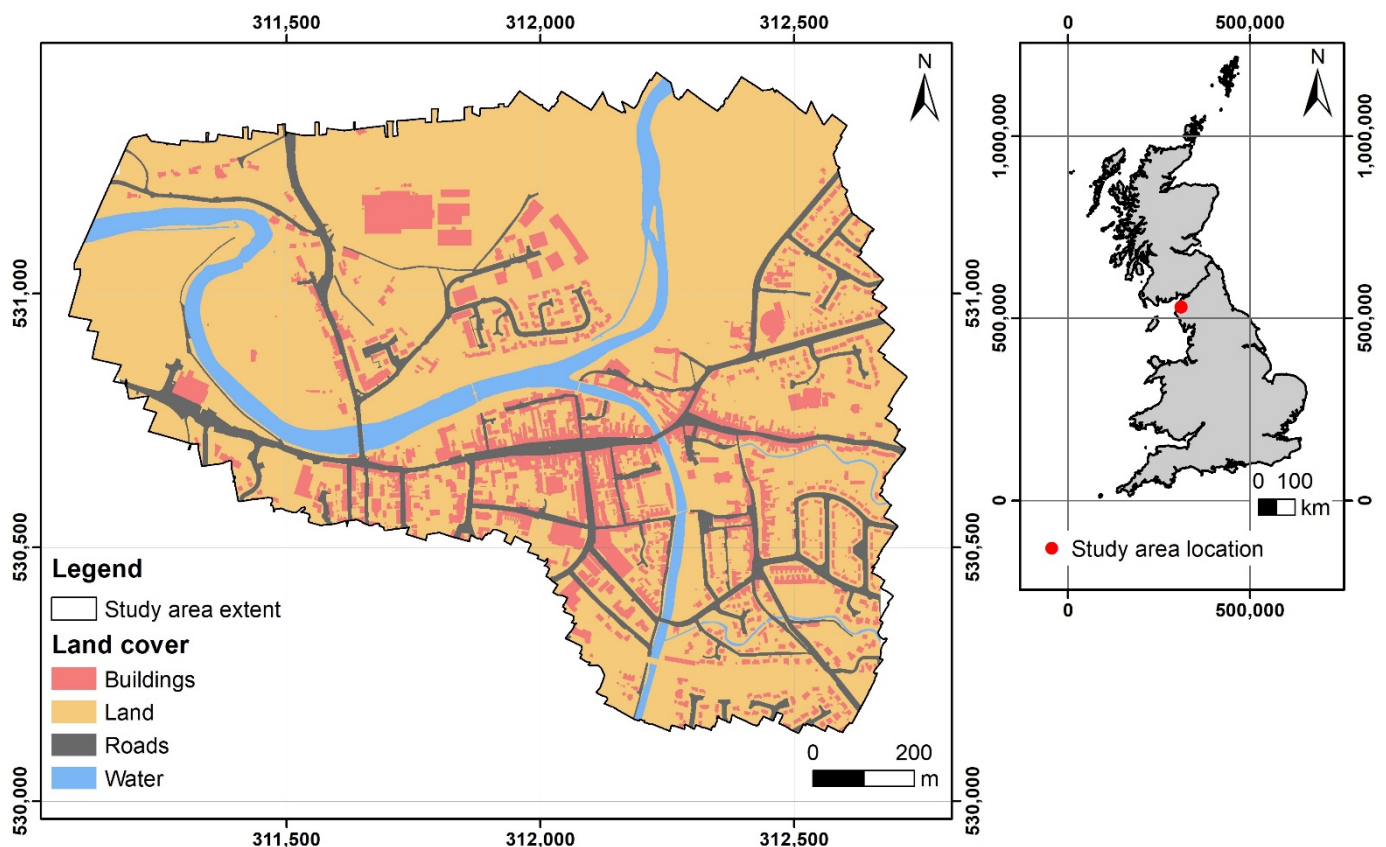 311,500 312,000 312,500
N
531,000 531,000
530,500 530,500
530,000 530,000
Legend
Study area extent
Land cover
Buildings
Land
Roads
Water
0 200
m
311,500 312,000 312,500
0 500,000
N
1,000,000 1,000,000
500,000 500,000
0 0
0 100
km
Study area location
0 500,000